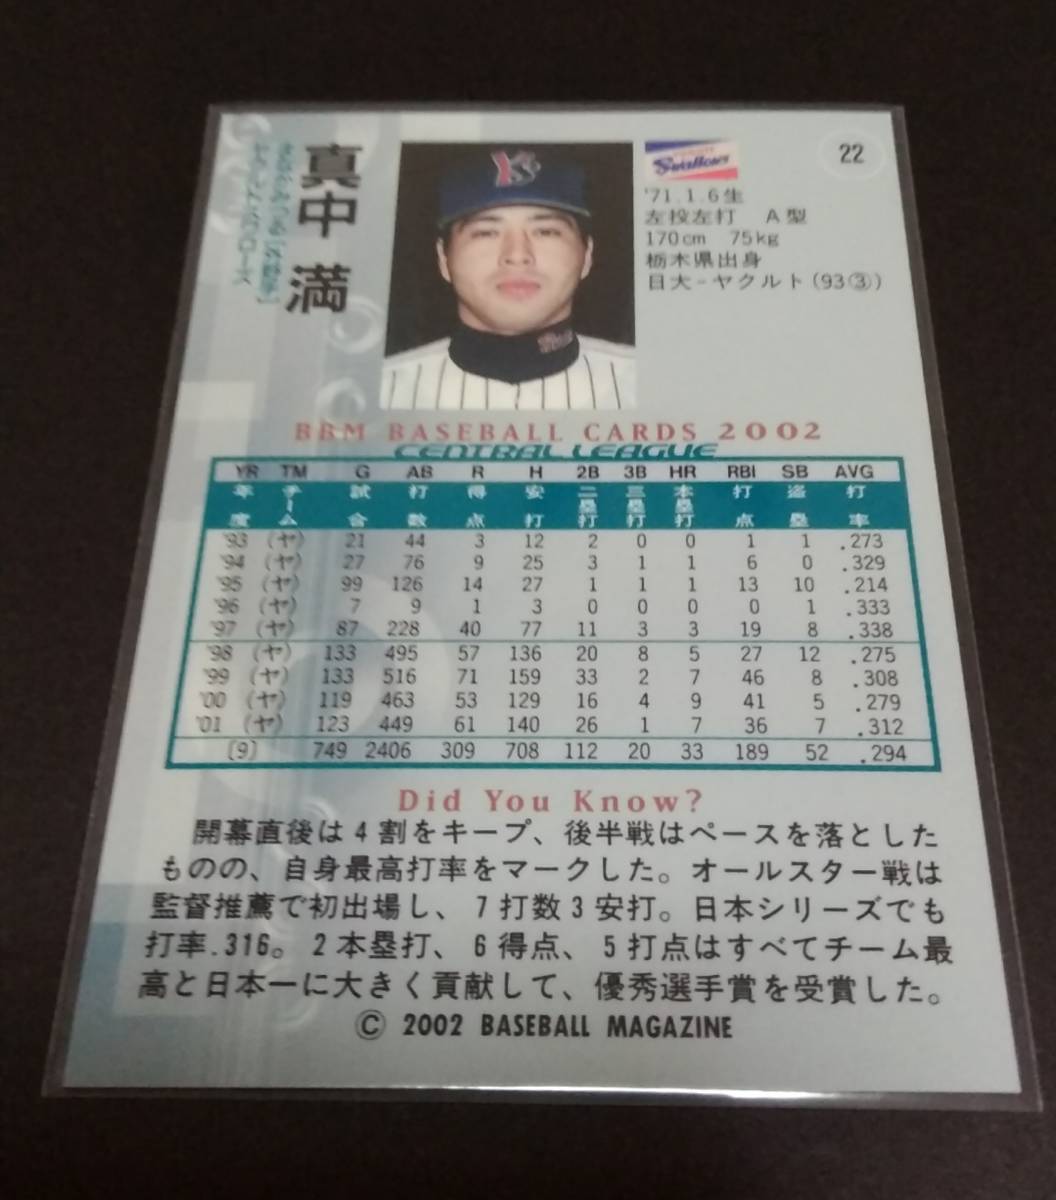 22
真中 満
まなか みつる [外野手]
ヤクルトスワローズ
YS
Swallows
'71.1.6生
左投左打 A型
170cm 75kg
栃木県出身
日大-ヤクルト(93③)
BBM BASEBALL CARDS 2002
CENTRAL LEAGUE
YR TM G AB R H 2B 3B HR RBI SB AVG
年度 チーム 試合 打数 得点 安打 二塁打 三塁打 本塁打 打点 盗塁 打率
'93 (ヤ) 21 44 3 12 2 0 0 1 1 .273
'94 (ヤ) 27 76 9 25 3 1 1 6 0 .329
'95 (ヤ) 99 126 14 27 1 1 1 13 10 .214
'96 (ヤ) 7 9 1 3 0 0 0 0 1 .333
'97 (ヤ) 87 228 40 77 11 3 3 19 8 .338
'98 (ヤ) 133 495 57 136 20 8 5 27 12 .275
'99 (ヤ) 133 516 71 159 33 2 7 46 8 .308
'00 (ヤ) 119 463 53 129 16 4 9 41 5 .279
'01 (ヤ) 123 449 61 140 26 1 7 36 7 .312
[9] 749 2406 309 708 112 20 33 189 52 .294
Did You Know?
開幕直後は4割をキープ、後半戦はペースを落とした
ものの、自身最高打率をマークした。オールスター戦は
監督推薦で初出場し、7打数3安打。日本シリーズでも
打率.316。2本塁打、6得点、5打点はすべてチーム最
高と日本一に大きく貢献して、優秀選手賞を受賞した。
© 2002 BASEBALL MAGAZINE